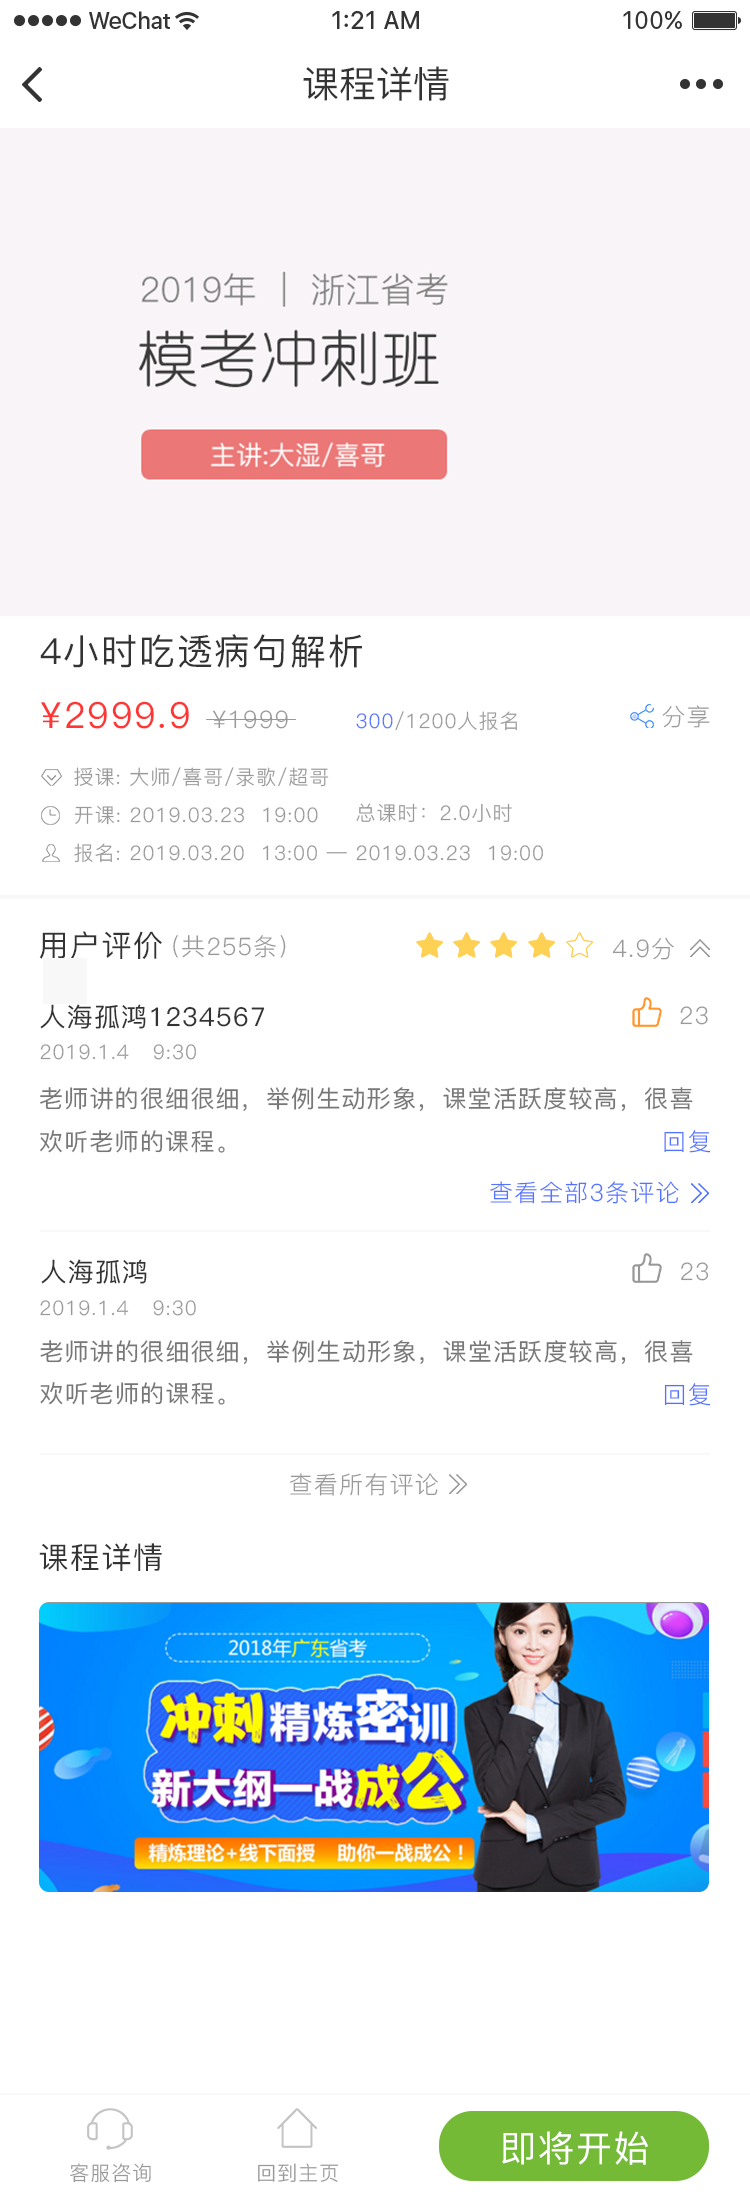 WeChat 1:21 AM 100%
课程详情
2019年 | 浙江省考
模考冲刺班
主讲:大湿/喜哥
4小时吃透病句解析
¥2999.9 ¥1999 300/1200人报名 分享
授课: 大师/喜哥/录歌/超哥
开课: 2019.03.23 19:00 总课时: 2.0小时
报名: 2019.03.20 13:00 — 2019.03.23 19:00
用户评价 (共255条) 4.9分
人海孤鸿1234567 23
2019.1.4 9:30
老师讲的很细很细，举例生动形象，课堂活跃度较高，很喜
欢听老师的课程。 回复
查看全部3条评论
人海孤鸿 23
2019.1.4 9:30
老师讲的很细很细，举例生动形象，课堂活跃度较高，很喜
欢听老师的课程。 回复
查看所有评论
课程详情
2018年广东省考
冲刺精炼密训
新大纲一战成公
精炼理论+线下面授 助你一战成公！
客服咨询 回到主页 即将开始